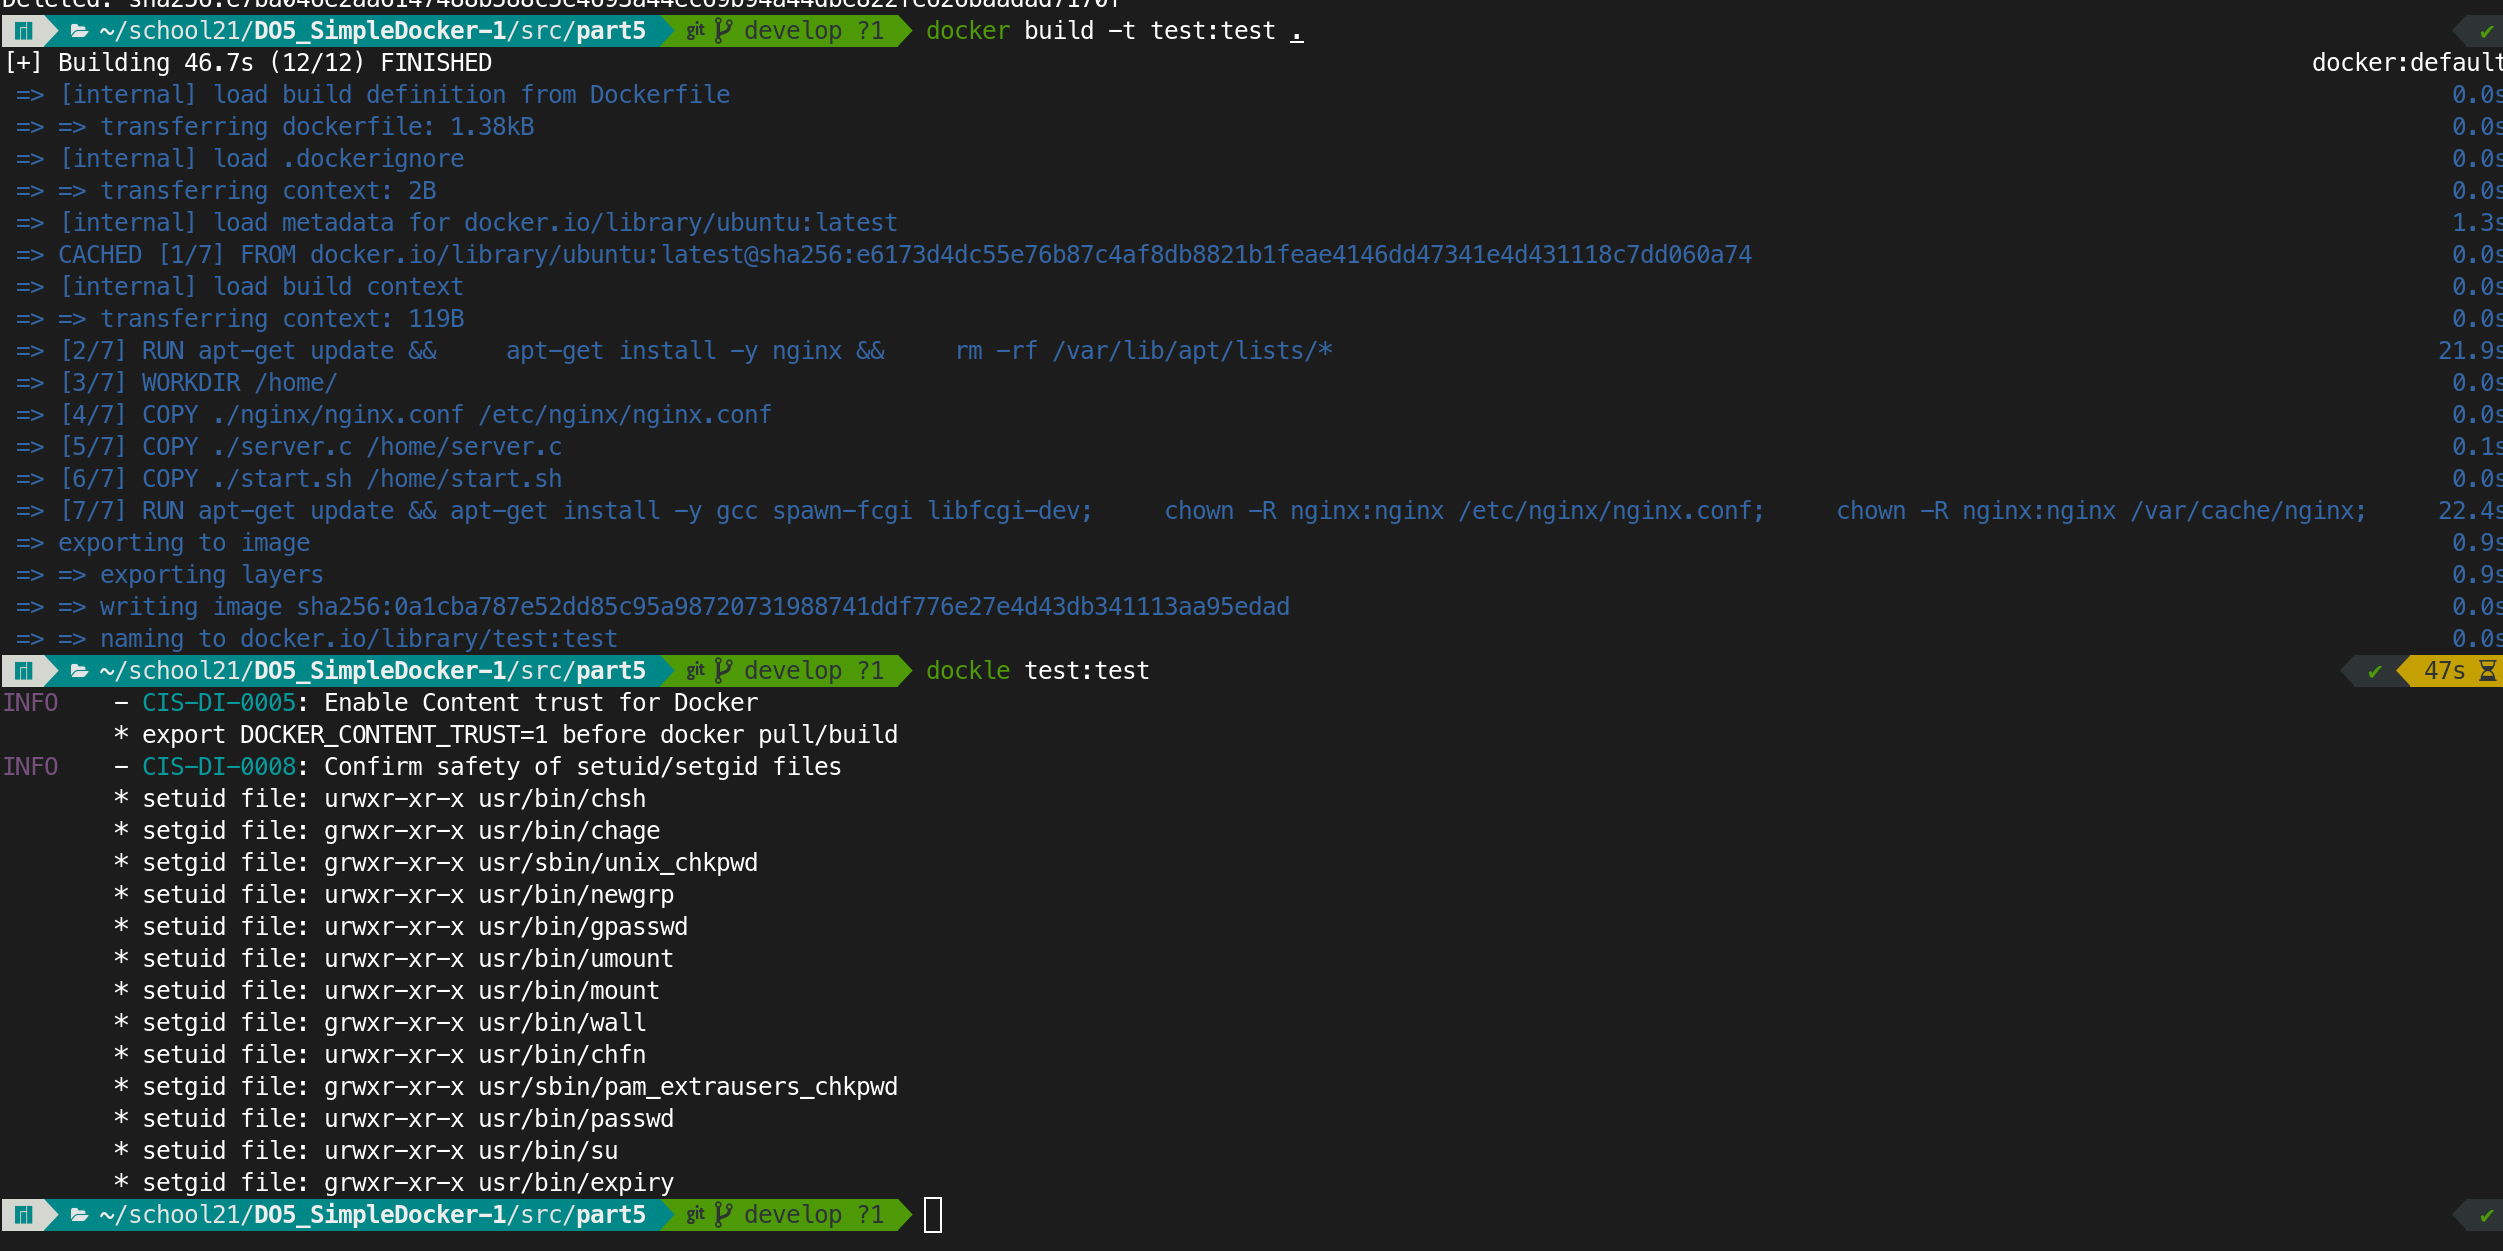 ~/school21/DO5_SimpleDocker-1/src/part5 git develop ?1 docker build -t test:test . ✔
[+] Building 46.7s (12/12) FINISHED docker:default
=> [internal] load build definition from Dockerfile 0.0s
=> => transferring dockerfile: 1.38kB 0.0s
=> [internal] load .dockerignore 0.0s
=> => transferring context: 2B 0.0s
=> [internal] load metadata for docker.io/library/ubuntu:latest 1.3s
=> CACHED [1/7] FROM docker.io/library/ubuntu:latest@sha256:e6173d4dc55e76b87c4af8db8821b1feae4146dd47341e4d431118c7dd060a74 0.0s
=> [internal] load build context 0.0s
=> => transferring context: 119B 0.0s
=> [2/7] RUN apt-get update &&     apt-get install -y nginx &&     rm -rf /var/lib/apt/lists/* 21.9s
=> [3/7] WORKDIR /home/ 0.0s
=> [4/7] COPY ./nginx/nginx.conf /etc/nginx/nginx.conf 0.0s
=> [5/7] COPY ./server.c /home/server.c 0.1s
=> [6/7] COPY ./start.sh /home/start.sh 0.0s
=> [7/7] RUN apt-get update && apt-get install -y gcc spawn-fcgi libfcgi-dev;     chown -R nginx:nginx /etc/nginx/nginx.conf;     chown -R nginx:nginx /var/cache/nginx; 22.4s
=> exporting to image 0.9s
=> => exporting layers 0.9s
=> => writing image sha256:0a1cba787e52dd85c95a98720731988741ddf776e27e4d43db341113aa95edad 0.0s
=> => naming to docker.io/library/test:test 0.0s
~/school21/DO5_SimpleDocker-1/src/part5 git develop ?1 dockle test:test ✔ 47s
INFO - CIS-DI-0005: Enable Content trust for Docker
* export DOCKER_CONTENT_TRUST=1 before docker pull/build
INFO - CIS-DI-0008: Confirm safety of setuid/setgid files
* setuid file: urwxr-xr-x usr/bin/chsh
* setgid file: grwxr-xr-x usr/bin/chage
* setgid file: grwxr-xr-x usr/sbin/unix_chkpwd
* setuid file: urwxr-xr-x usr/bin/newgrp
* setuid file: urwxr-xr-x usr/bin/gpasswd
* setuid file: urwxr-xr-x usr/bin/umount
* setuid file: urwxr-xr-x usr/bin/mount
* setgid file: grwxr-xr-x usr/bin/wall
* setuid file: urwxr-xr-x usr/bin/chfn
* setgid file: grwxr-xr-x usr/sbin/pam_extrausers_chkpwd
* setuid file: urwxr-xr-x usr/bin/passwd
* setuid file: urwxr-xr-x usr/bin/su
* setgid file: grwxr-xr-x usr/bin/expiry
~/school21/DO5_SimpleDocker-1/src/part5 git develop ?1 ✔